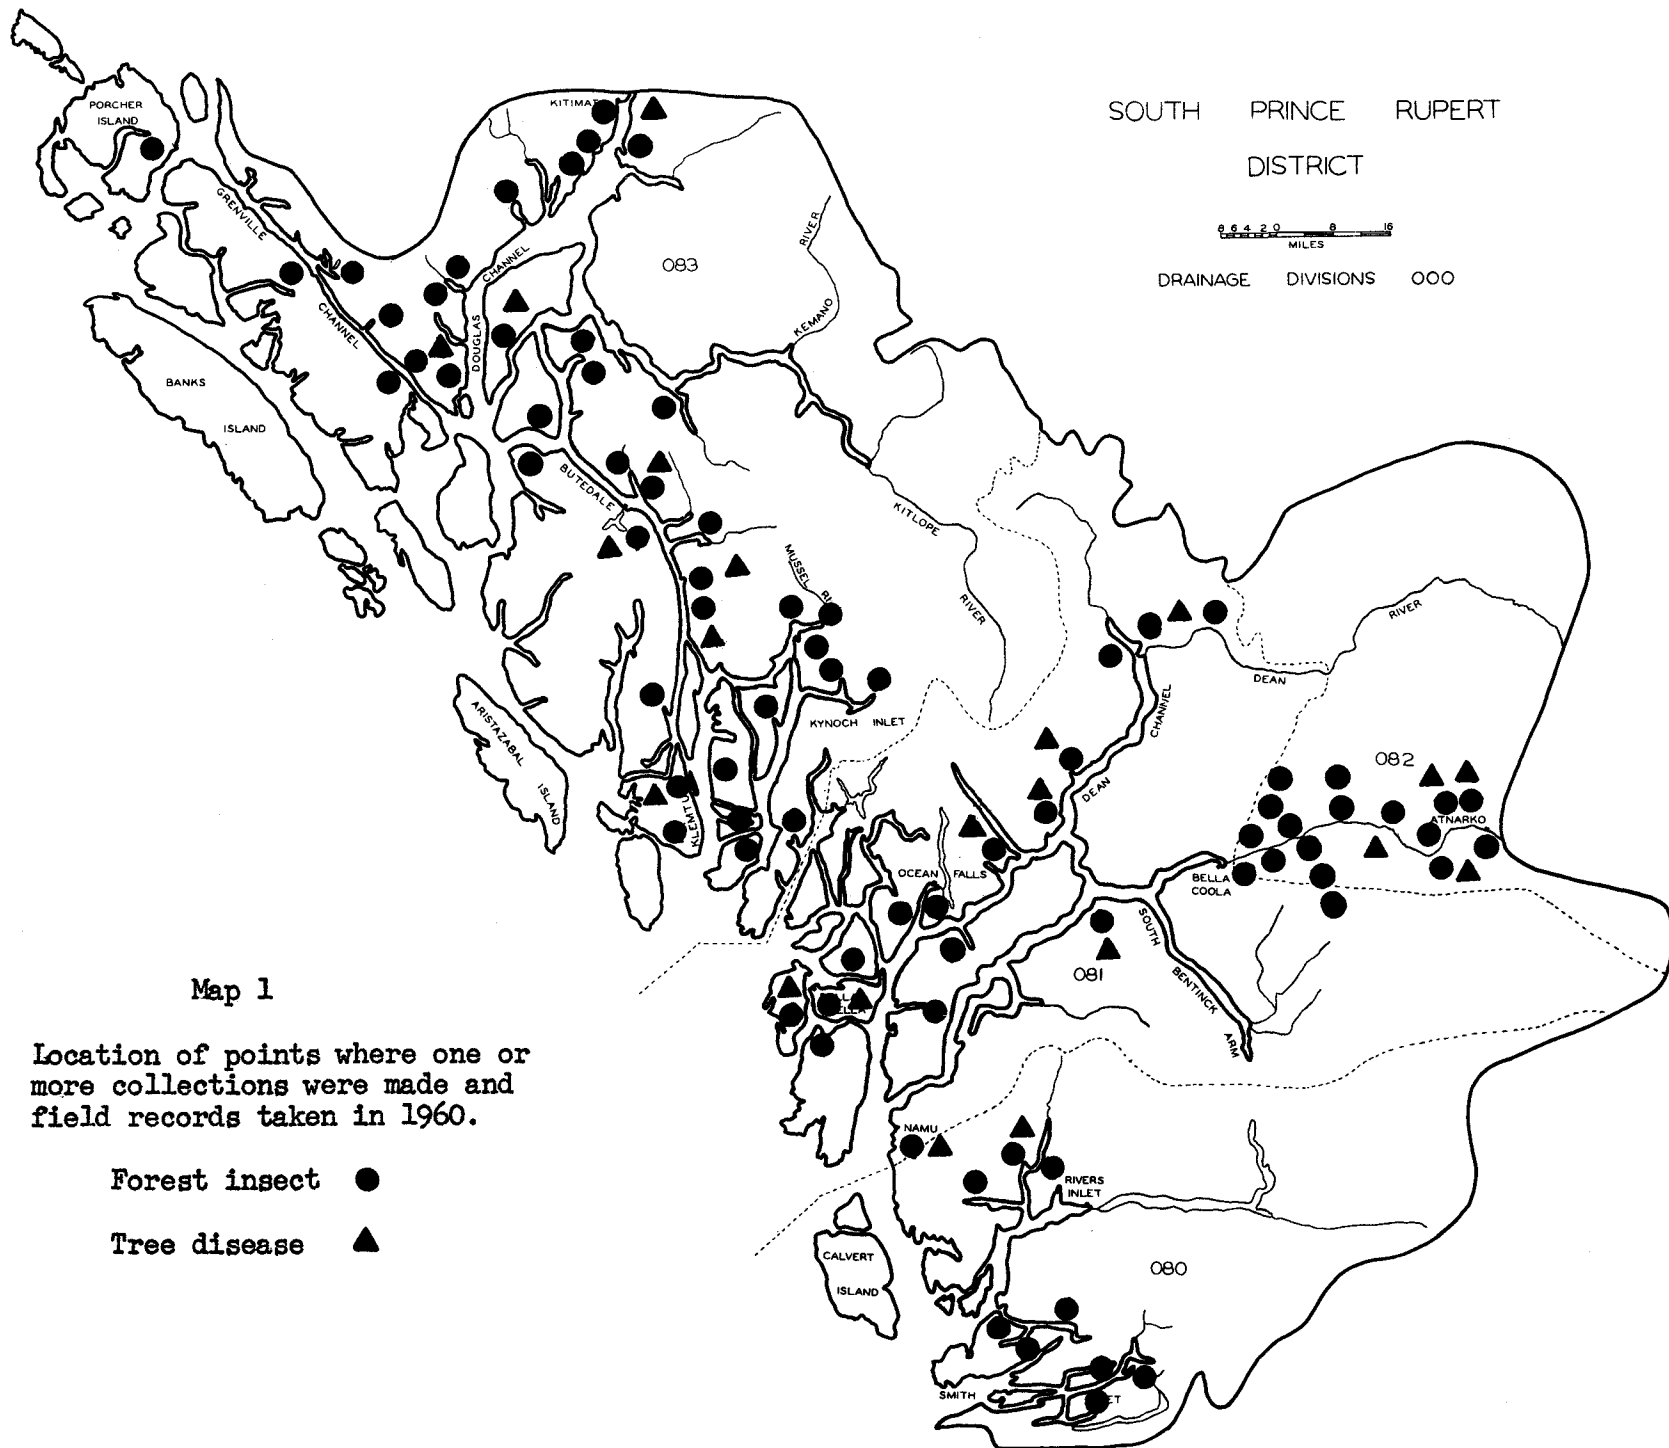 SOUTH PRINCE RUPERT
DISTRICT
8 6 4 2 0 8 16
MILES
DRAINAGE DIVISIONS 000
PORCHER
ISLAND
KITIMAT
GRENVILLE
CHANNEL
DOUGLAS
CHANNEL
083
KEMANO
RIVER
BANKS
ISLAND
BUTEDALE
KITLOPE
RIVER
MUSSEL
DEAN
RIVER
ARISTAZABAL
ISLAND
KYNOCH INLET
DEAN
CHANNEL
082
ATNARKO
OCEAN FALLS
BELLA
COOLA
SOUTH
BENTINCK
ARM
081
NAMU
RIVERS
INLET
CALVERT
ISLAND
080
SMITH
Map 1
Location of points where one or
more collections were made and
field records taken in 1960.
Forest insect
Tree disease